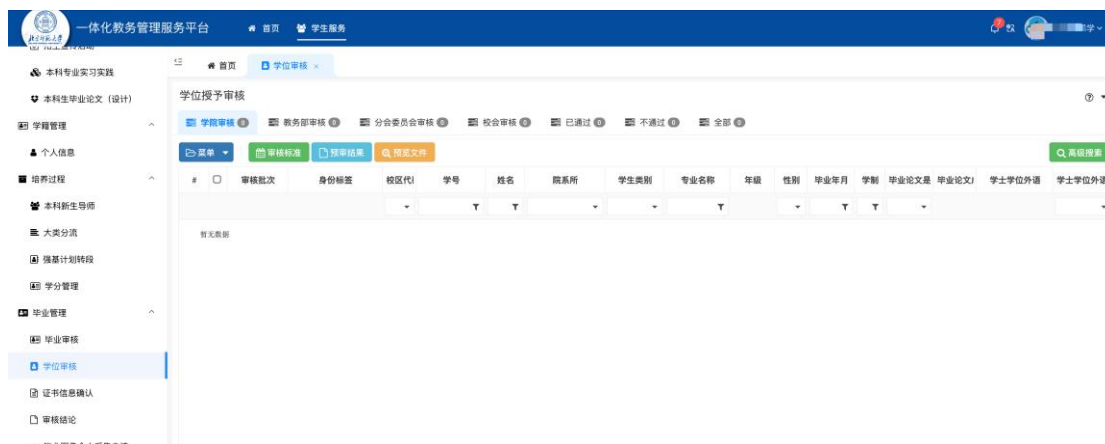 一体化教务管理服务平台
首页
学生服务
7
学
本科专业实习实践
本科生毕业论文（设计）
学籍管理
个人信息
培养过程
本科新生导师
大类分流
强基计划转段
学分管理
毕业管理
毕业审核
学位审核
证书信息确认
审核结论
首页
学位审核 ×
学位授予审核
学院审核 0
教务部审核 0
分会委员会审核 0
校会审核 0
已通过 0
不通过 0
全部 0
菜单
审核标准
预审结果
预览文件
高级搜索
#
审核批次
身份标签
校区代
学号
姓名
院系所
学生类别
专业名称
年级
性别
毕业年月
学制
毕业论文是
毕业论文
学士学位外语
学士学位外语
暂无数据